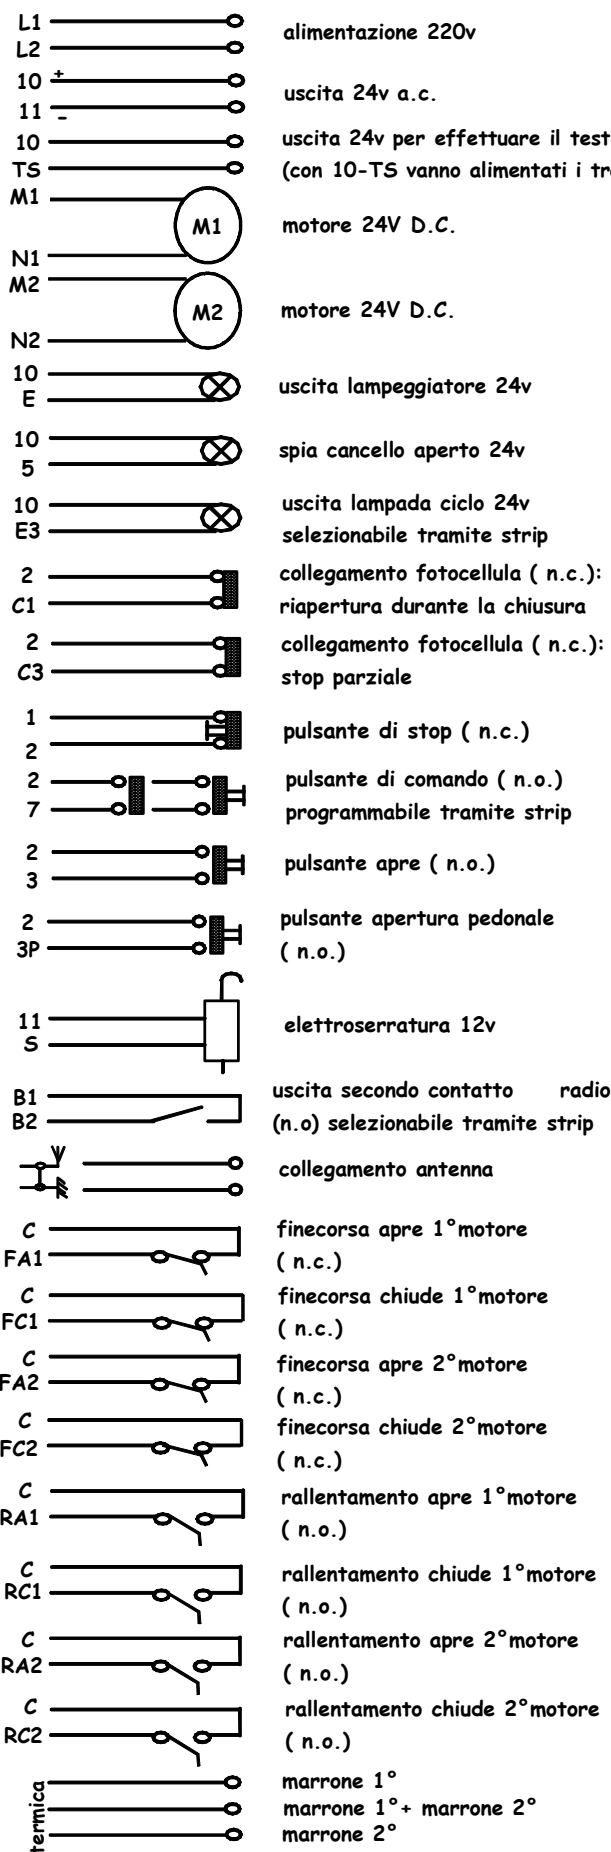 L1
L2
alimentazione 220v
10 +
11 -
uscita 24v a.c.
10
TS
uscita 24v per effettuare il test
(con 10-TS vanno alimentati i
M1
N1
M1
motore 24V D.C.
M2
N2
M2
motore 24V D.C.
10
E
uscita lampeggiatore 24v
10
5
spia cancello aperto 24v
10
E3
uscita lampada ciclo 24v
selezionabile tramite strip
2
C1
collegamento fotocellula ( n.c.):
riapertura durante la chiusura
2
C3
collegamento fotocellula ( n.c.):
stop parziale
1
2
pulsante di stop ( n.c.)
2
7
pulsante di comando ( n.o.)
programmabile tramite strip
2
3
pulsante apre ( n.o.)
2
3P
pulsante apertura pedonale
( n.o.)
11
S
elettroserratura 12v
B1
B2
uscita secondo contatto radio
(n.o) selezionabile tramite strip
collegamento antenna
C
FA1
finecorsa apre 1°motore
( n.c.)
C
FC1
finecorsa chiude 1°motore
( n.c.)
C
FA2
finecorsa apre 2°motore
( n.c.)
C
FC2
finecorsa chiude 2°motore
( n.c.)
C
RA1
rallentamento apre 1°motore
( n.o.)
C
RC1
rallentamento chiude 1°motore
( n.o.)
C
RA2
rallentamento apre 2°motore
( n.o.)
C
RC2
rallentamento chiude 2°motore
( n.o.)
termica
marrone 1°
marrone 1°+ marrone 2°
marrone 2°